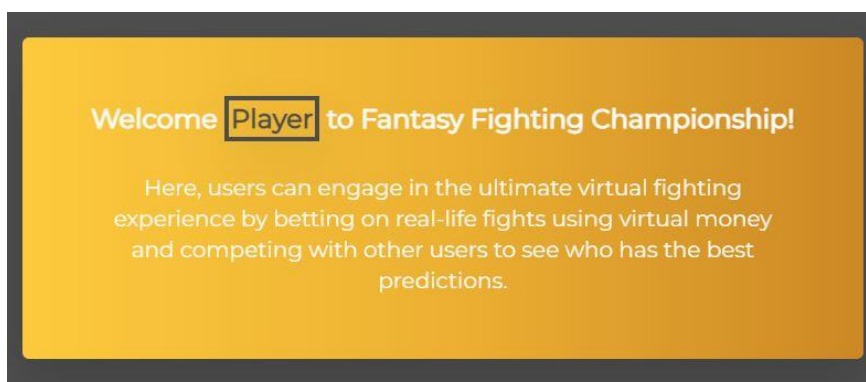 Welcome Player to Fantasy Fighting Championship!
Here, users can engage in the ultimate virtual fighting
experience by betting on real-life fights using virtual money
and competing with other users to see who has the best
predictions.